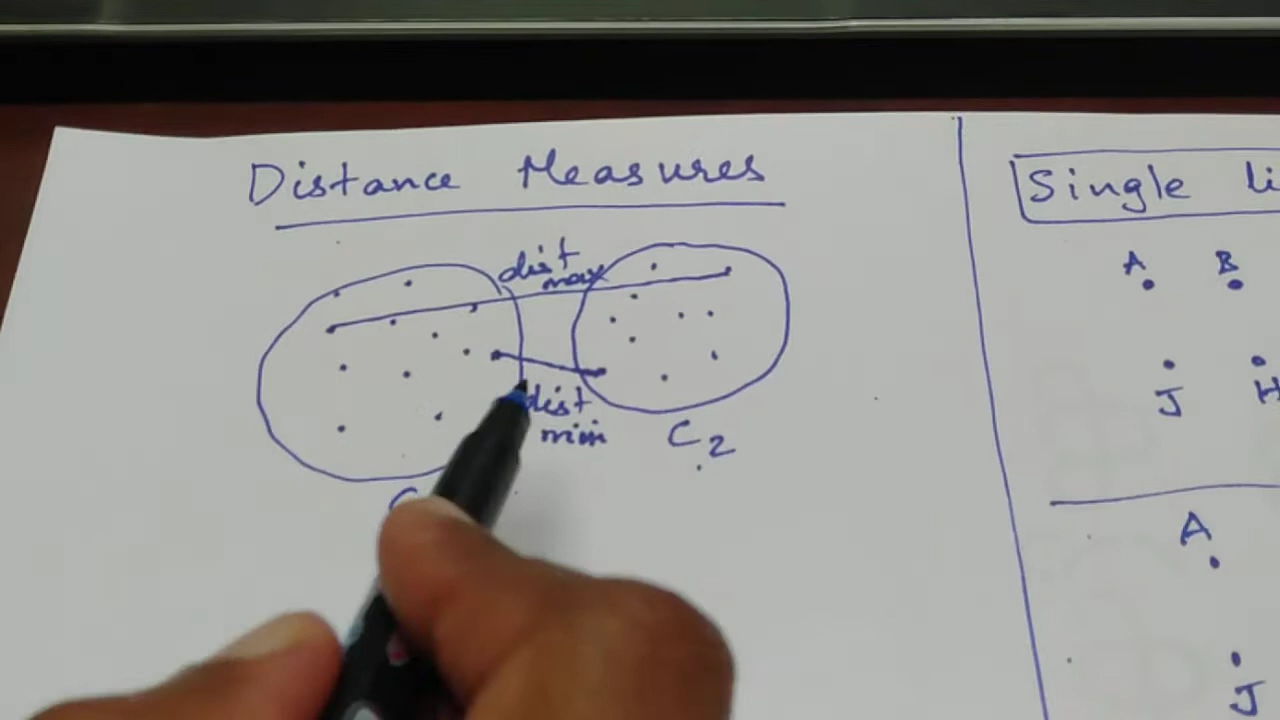 Distance Measures
dist
max
dist
min
C
C2
Single
A B
J H
A
J